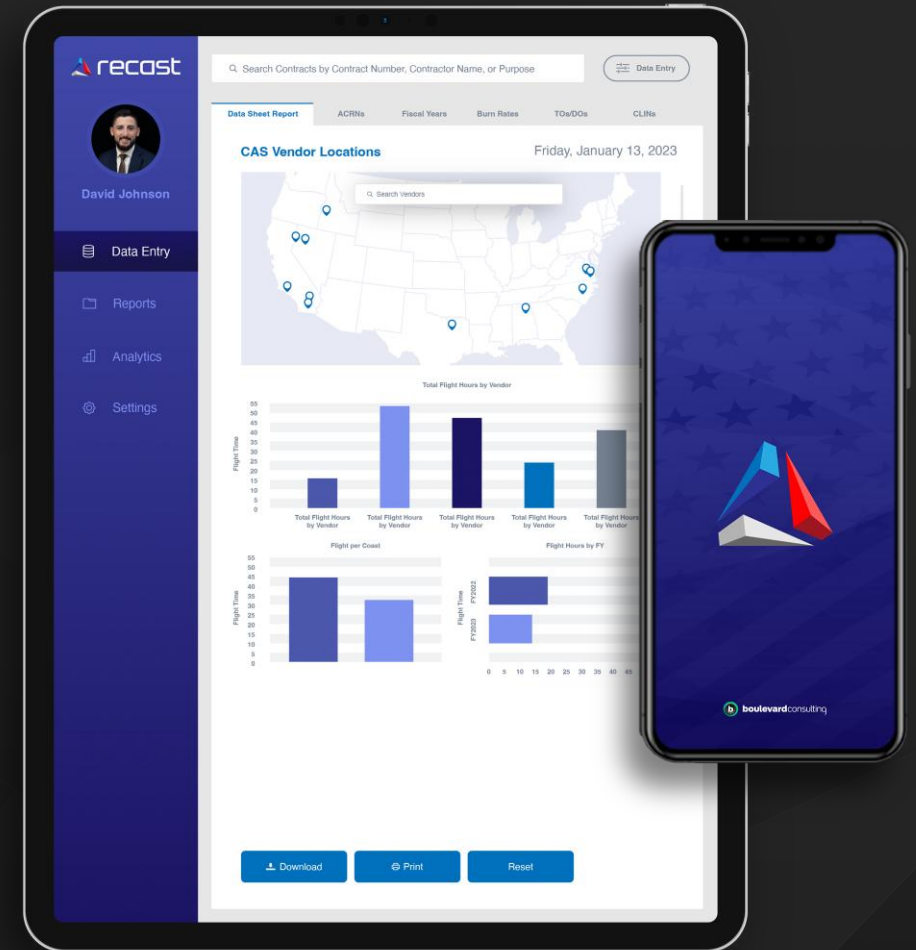 recast
Search Contracts by Contract Number, Contractor Name, or Purpose
Data Entry
David Johnson
Data Entry
Reports
Analytics
Settings
Data Sheet Report
ACRNs
Fiscal Years
Burn Rates
TOs/DOs
CLINs
CAS Vendor Locations
Friday, January 13, 2023
Search Vendors
Total Flight Hours by Vendor
Flight Time
55
50
45
40
35
30
25
20
15
10
5
0
Total Flight Hours
by Vendor
Total Flight Hours
by Vendor
Total Flight Hours
by Vendor
Total Flight Hours
by Vendor
Total Flight Hours
by Vendor
Flight per Coast
Flight Time
55
50
45
40
35
30
25
20
15
10
5
0
Flight Hours by FY
Flight Time
FY2022
FY2023
0 5 10 15 20 25 30 35 40 45
Download
Print
Reset
b boulevardconsulting